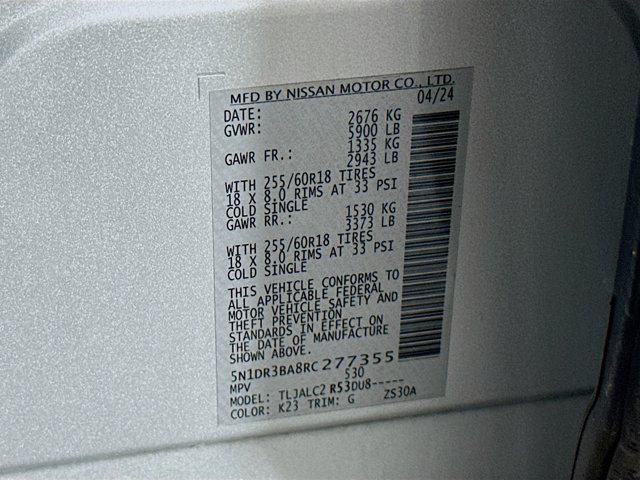 MFD BY NISSAN MOTOR CO., LTD.
DATE: 04/24
GVWR: 2676 KG
5900 LB
GAWR FR.: 1335 KG
2943 LB
WITH 255/60R18 TIRES
18 X 8.0 RIMS AT 33 PSI
COLD SINGLE
GAWR RR.: 1530 KG
3373 LB
WITH 255/60R18 TIRES
18 X 8.0 RIMS AT 33 PSI
COLD SINGLE
THIS VEHICLE CONFORMS TO
ALL APPLICABLE FEDERAL
MOTOR VEHICLE SAFETY AND
THEFT PREVENTION
STANDARDS IN EFFECT ON
THE DATE OF MANUFACTURE
SHOWN ABOVE.
5N1DR3BA8RC277355
MPV 530
MODEL: TLJALC2 R53DU8-----
COLOR: K23 TRIM: G ZS30A